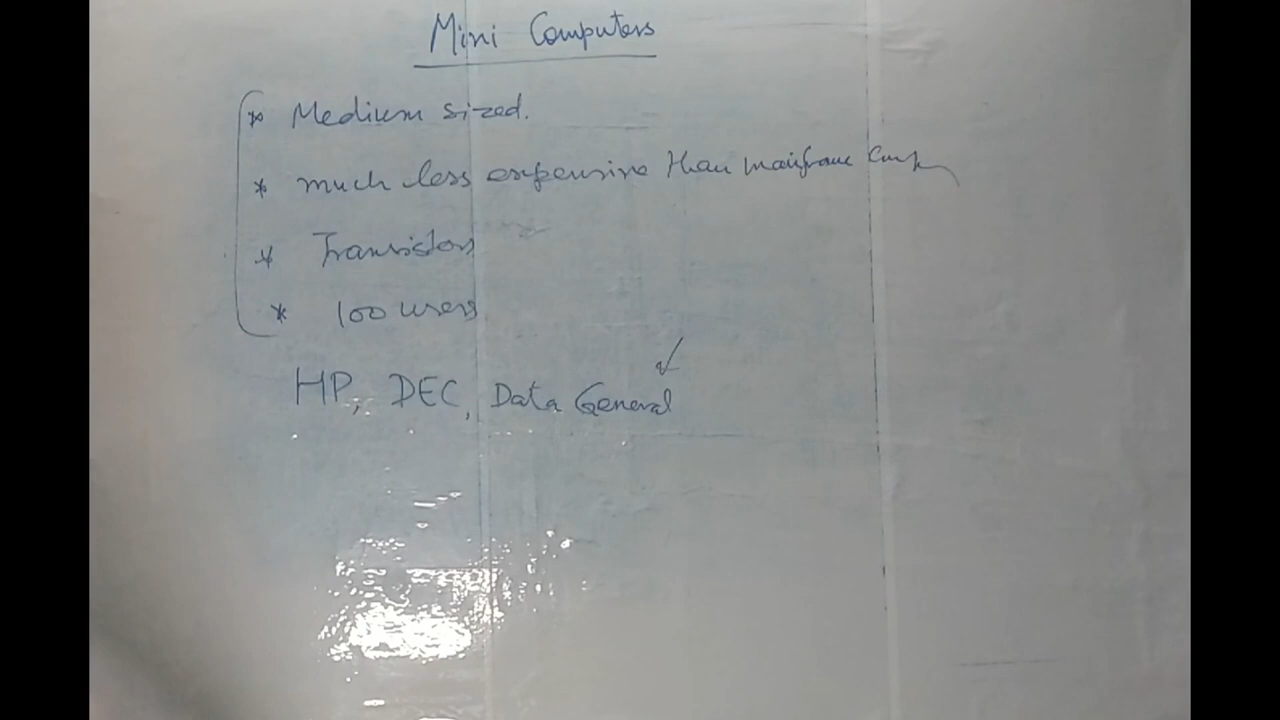 Mini Computers
* Medium sized.
* much less expensive than mainframe
* Transistors
* 100 users
HP, DEC, Data General